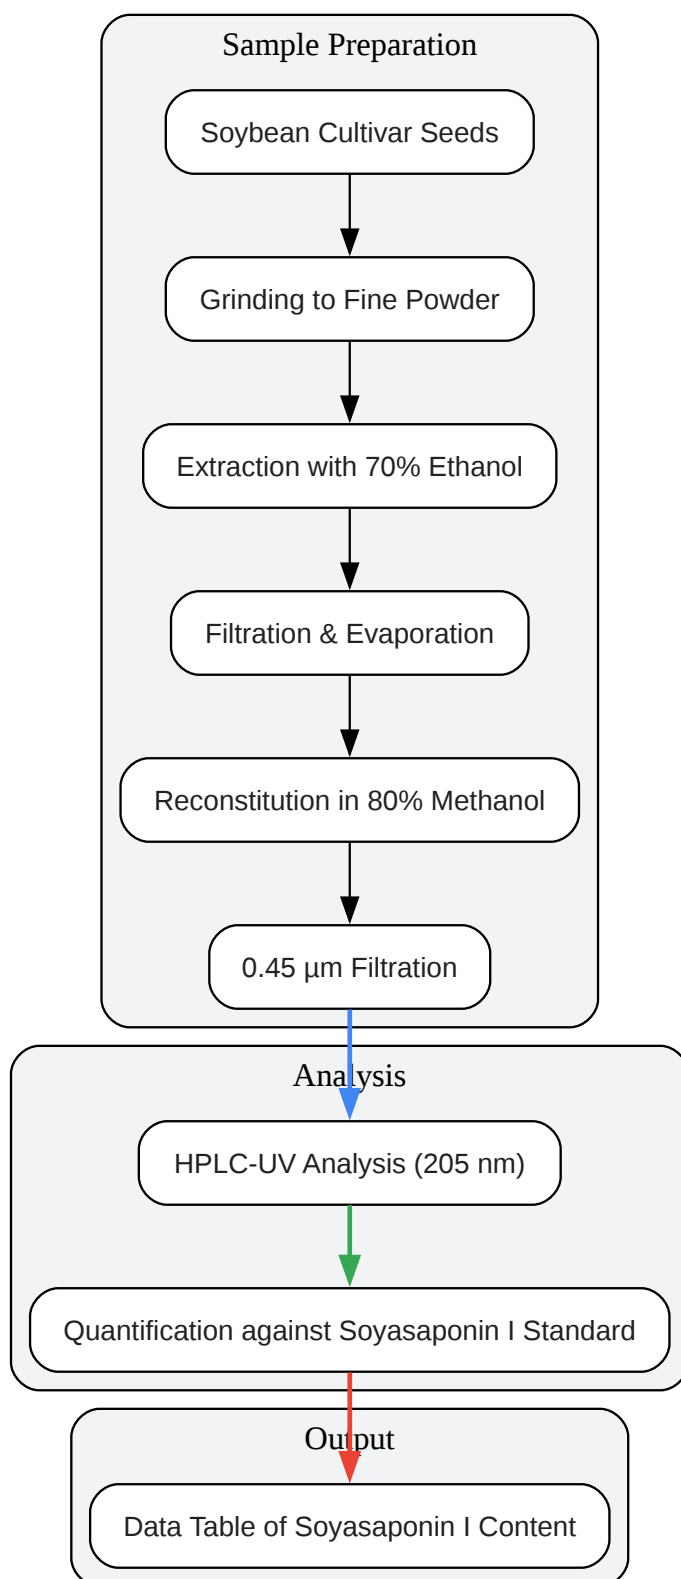 Sample Preparation
Soybean Cultivar Seeds
Grinding to Fine Powder
Extraction with 70% Ethanol
Filtration & Evaporation
Reconstitution in 80% Methanol
0.45 µm Filtration
Analysis
HPLC-UV Analysis (205 nm)
Quantification against Soyasaponin I Standard
Output
Data Table of Soyasaponin I Content